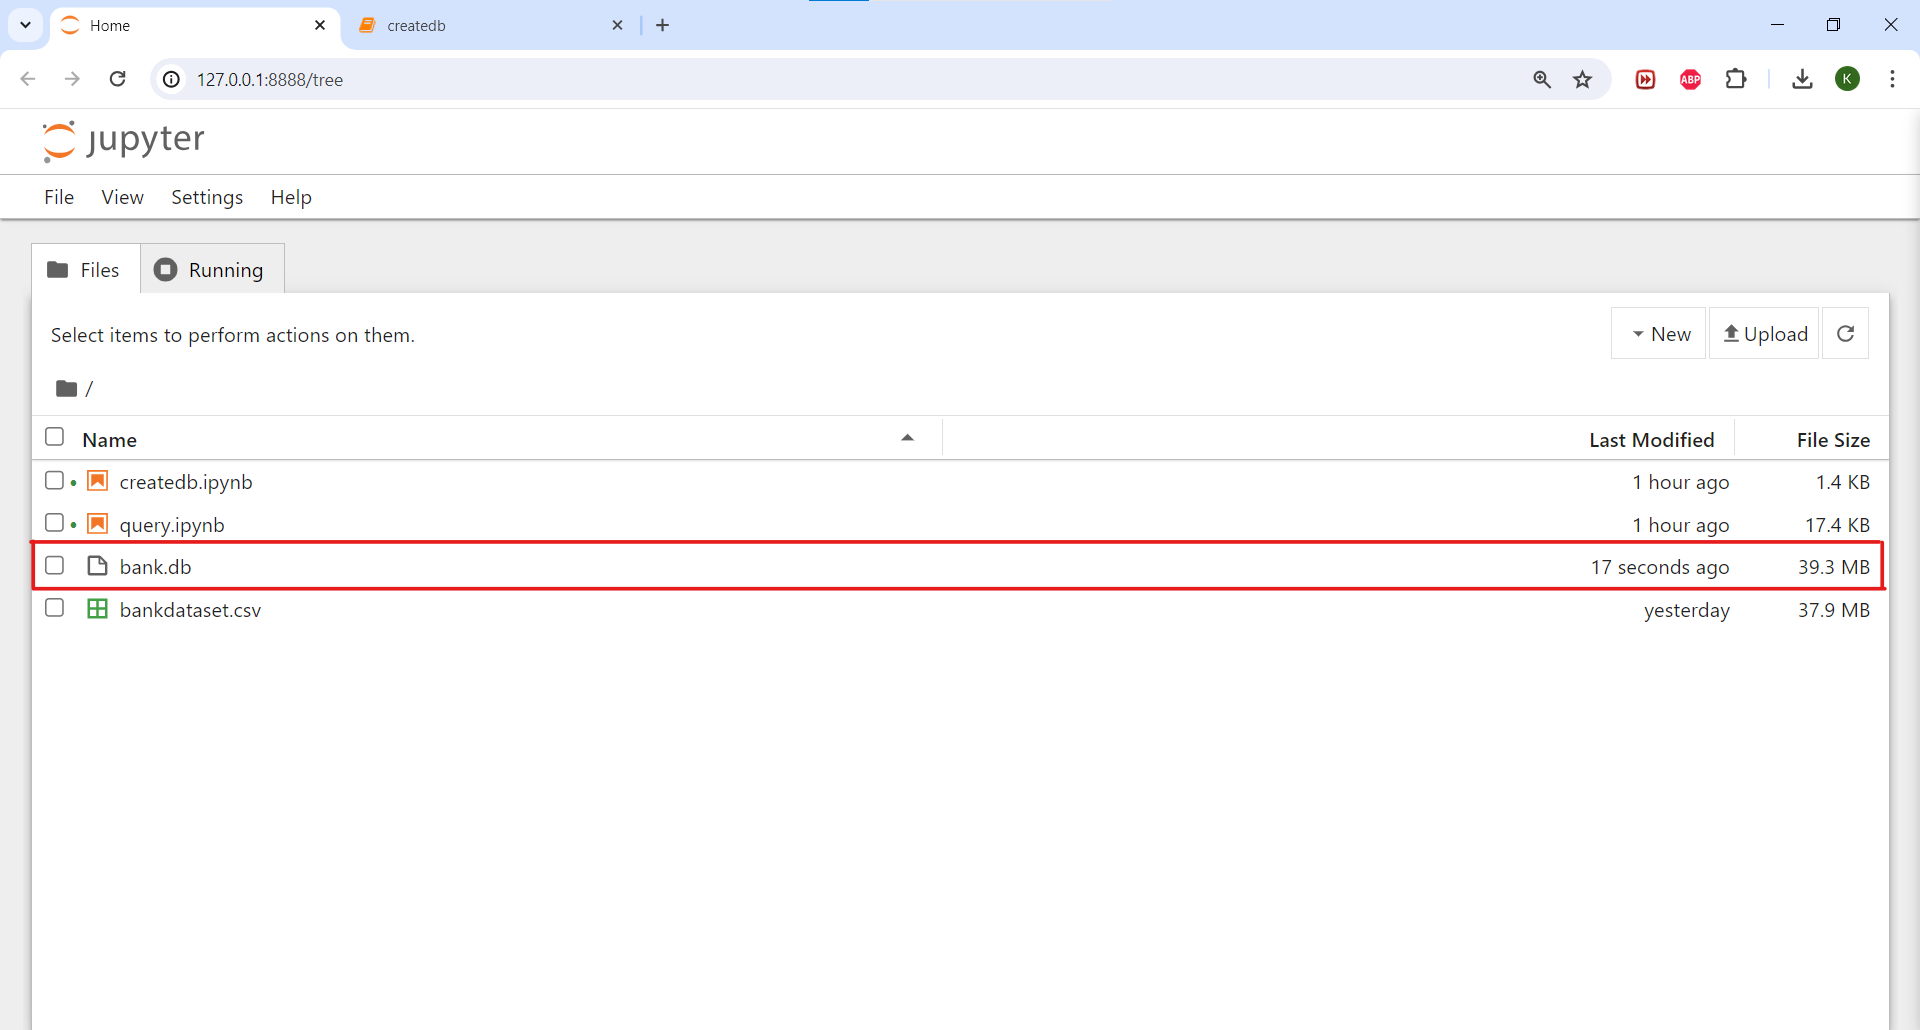 Home
createdb
127.0.0.1:8888/tree
ABP
K
jupyter
File View Settings Help
Files Running
Select items to perform actions on them.
New Upload
/
Name Last Modified File Size
createdb.ipynb 1 hour ago 1.4 KB
query.ipynb 1 hour ago 17.4 KB
bank.db 17 seconds ago 39.3 MB
bankdataset.csv yesterday 37.9 MB